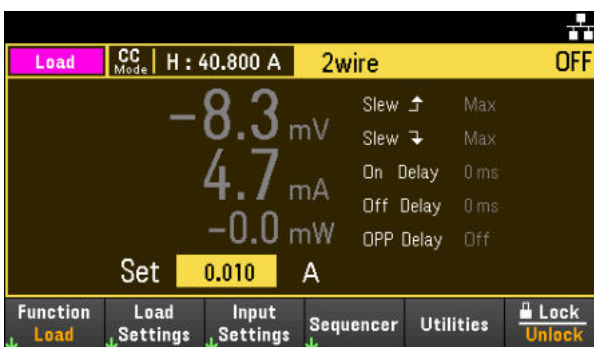 Load CC Mode H : 40.800 A 2wire OFF
-8.3 mV
4.7 mA
-0.0 mW
Slew Max
Slew Max
On Delay 0 ms
Off Delay 0 ms
OPP Delay Off
Set 0.010 A
Function Load
Load Settings
Input Settings
Sequencer
Utilities
Lock Unlock